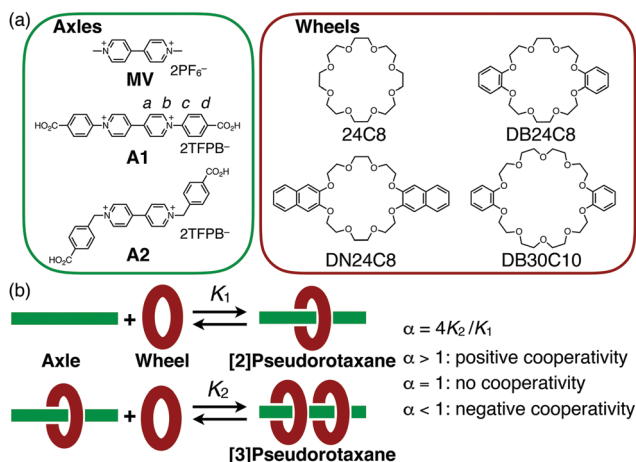 (a)
Axles
MV
2PF₆⁻
a b c d
HO₂C
CO₂H
A1
2TFPB⁻
CO₂H
HO₂C
A2
2TFPB⁻
Wheels
24C8
DB24C8
DN24C8
DB30C10
(b)
K₁
Axle + Wheel
[2]Pseudorotaxane
K₂
+
[3]Pseudorotaxane
α = 4K₂/K₁
α > 1: positive cooperativity
α = 1: no cooperativity
α < 1: negative cooperativity